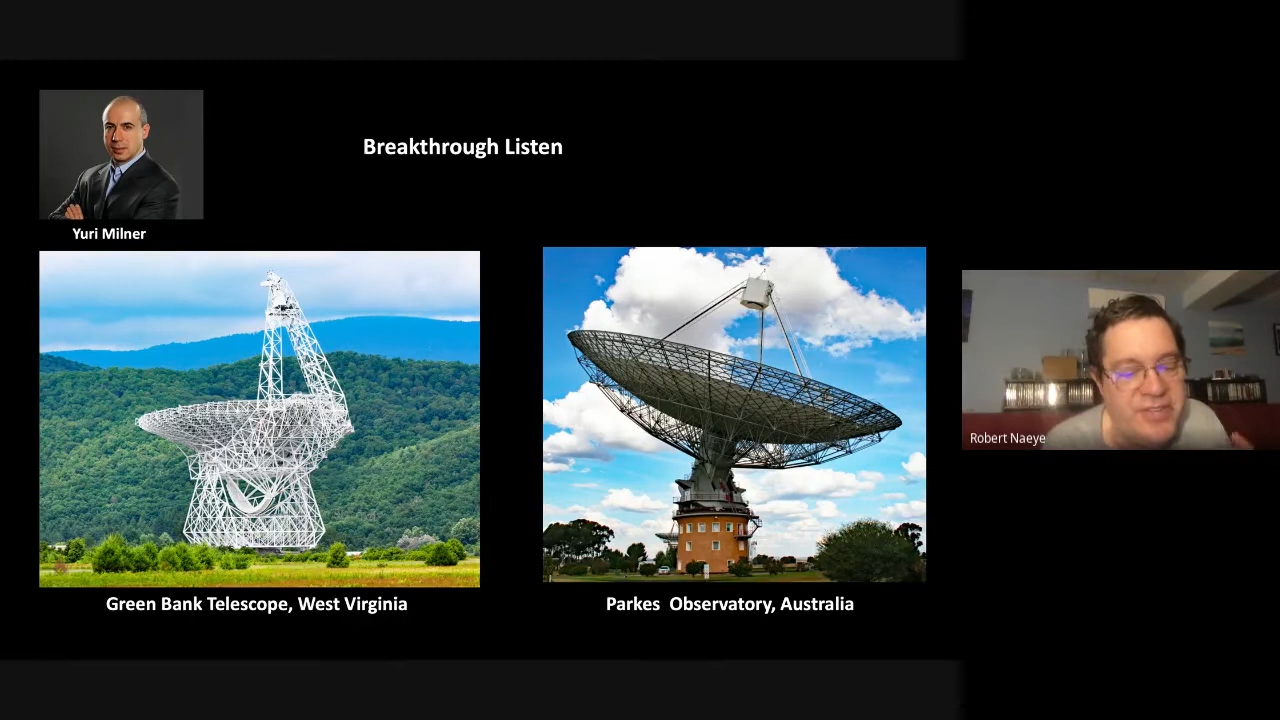 Breakthrough Listen
Yuri Milner
Green Bank Telescope, West Virginia
Parkes Observatory, Australia
Robert Naeye